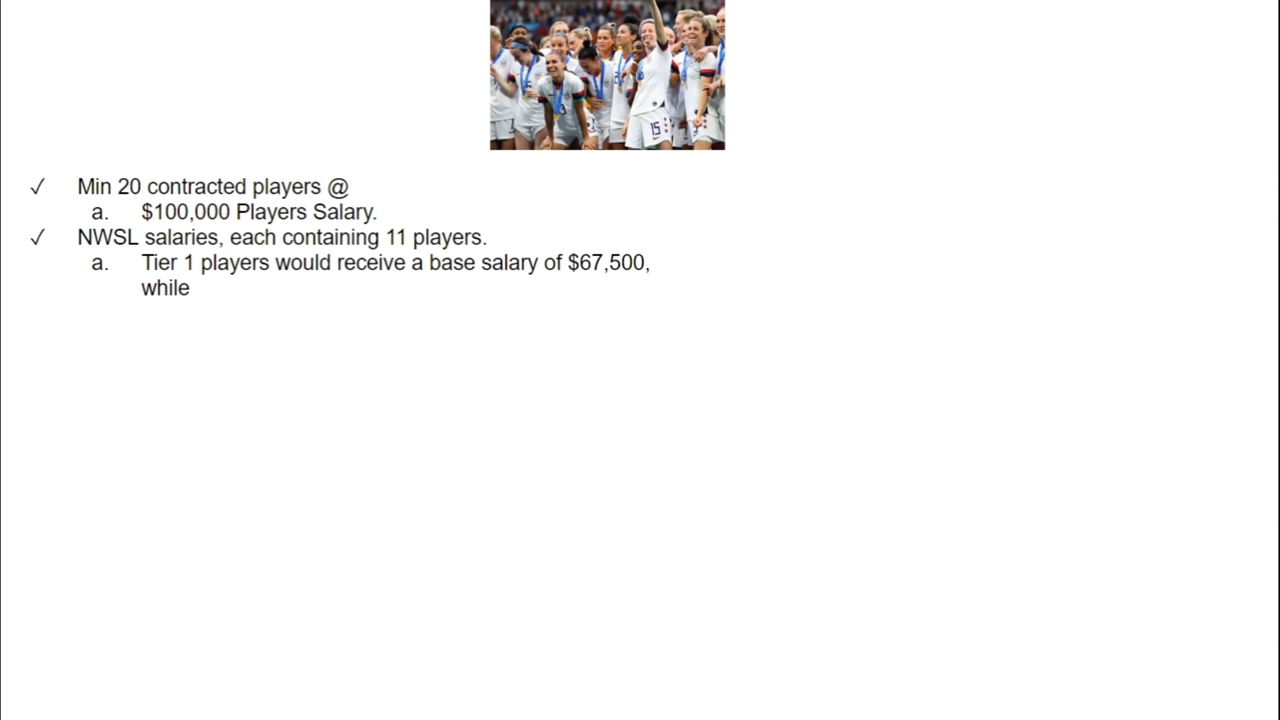 15
✓ Min 20 contracted players @
a. $100,000 Players Salary.
✓ NWSL salaries, each containing 11 players.
a. Tier 1 players would receive a base salary of $67,500,
while